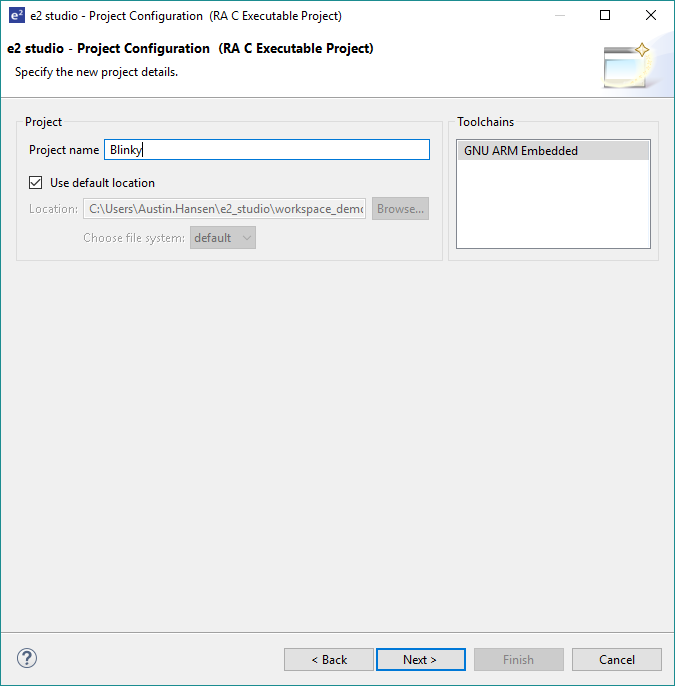 e² e2 studio - Project Configuration (RA C Executable Project)
e2 studio - Project Configuration (RA C Executable Project)
Specify the new project details.
Project
Project name Blinky
Use default location
Location: C:\Users\Austin.Hansen\e2_studio\workspace_demo Browse...
Choose file system: default
Toolchains
GNU ARM Embedded
? < Back Next > Finish Cancel